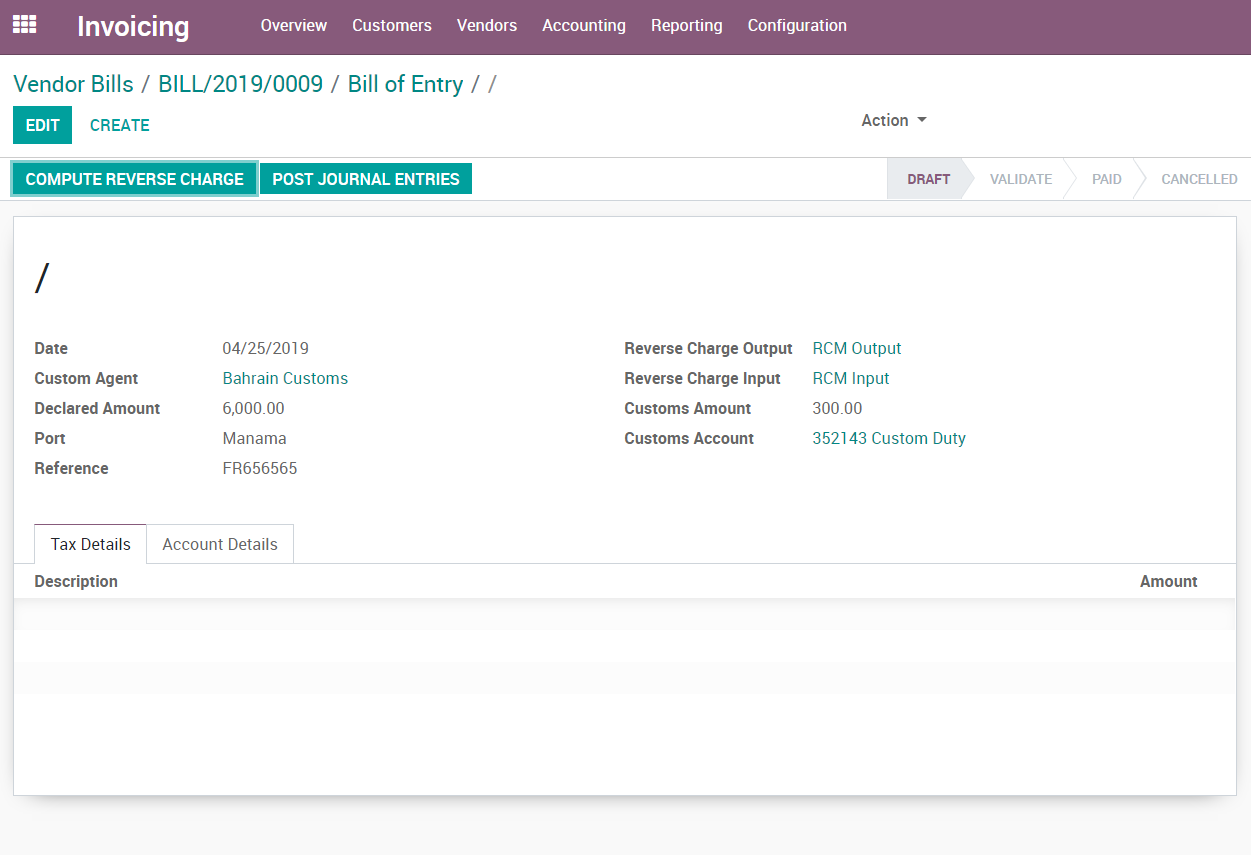 Invoicing Overview Customers Vendors Accounting Reporting Configuration
Vendor Bills / BILL/2019/0009 / Bill of Entry / /
EDIT CREATE Action
COMPUTE REVERSE CHARGE POST JOURNAL ENTRIES DRAFT VALIDATE PAID CANCELLED
/
Date 04/25/2019 Reverse Charge Output RCM Output
Custom Agent Bahrain Customs Reverse Charge Input RCM Input
Declared Amount 6,000.00 Customs Amount 300.00
Port Manama Customs Account 352143 Custom Duty
Reference FR656565
Tax Details Account Details
Description Amount